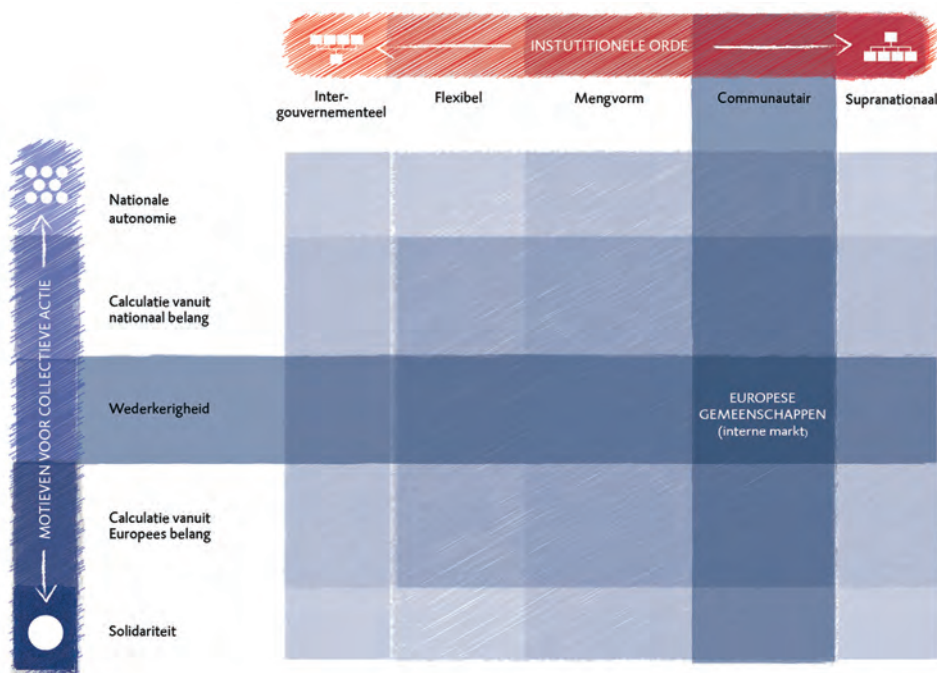 INSTUTITIONELE ORDE
Inter-
gouvernementeel
Flexibel
Mengvorm
Communautair
Supranationaal
MOTIEVEN VOOR COLLECTIEVE ACTIE
Nationale
autonomie
Calculatie vanuit
nationaal belang
Wederkerigheid
EUROPESE
GEMEENSCHAPPEN
(interne markt)
Calculatie vanuit
Europees belang
Solidariteit